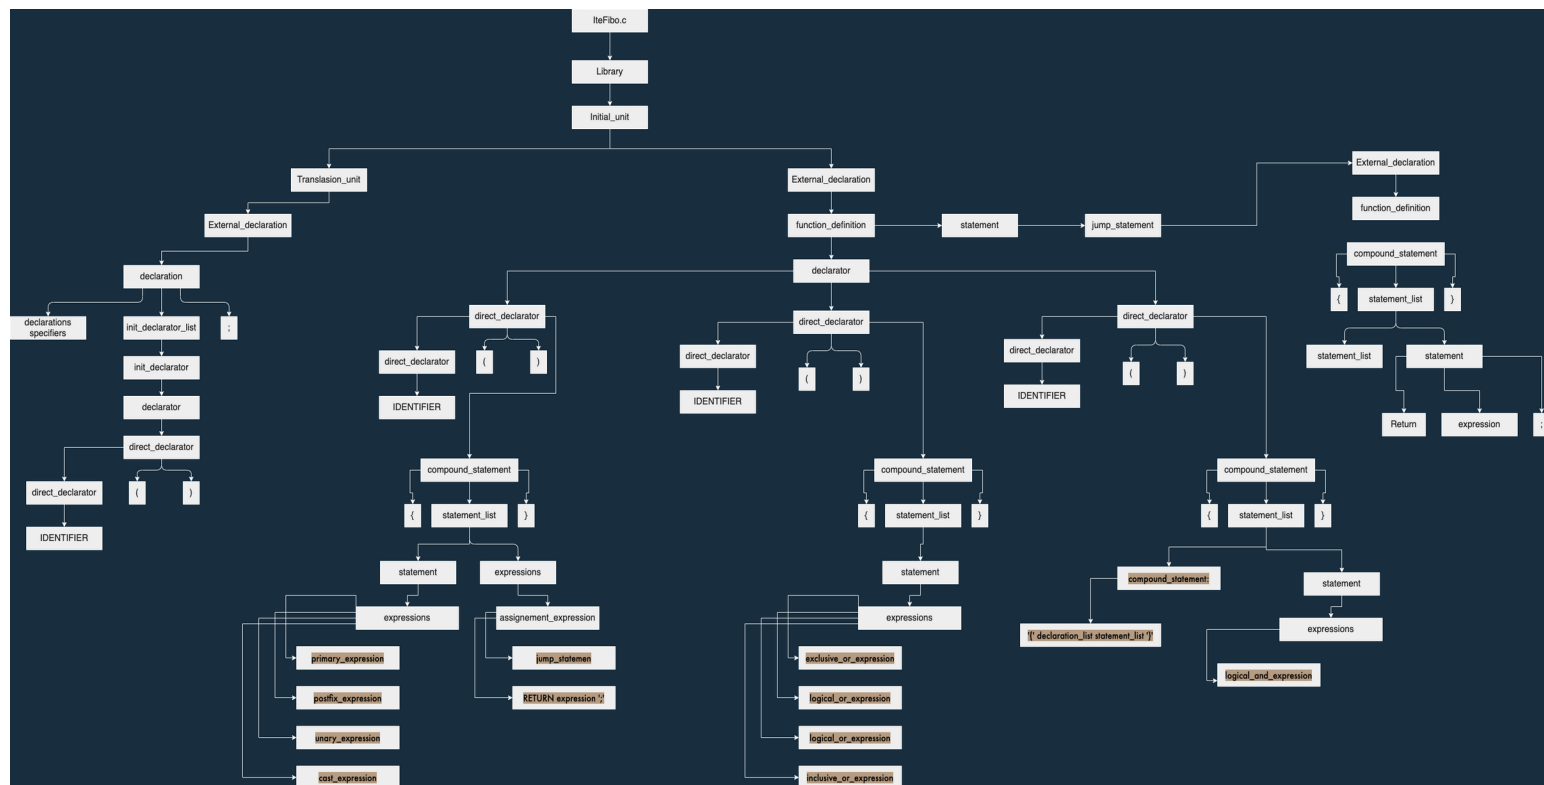 IteFibo.c
Library
Initial_unit
Translasion_unit
External_declaration
External_declaration
External_declaration
function_definition
statement
jump_statement
function_definition
declaration
declarator
compound_statement
{
statement_list
}
declarations
specifiers
init_declarator_list
;
direct_declarator
direct_declarator
direct_declarator
init_declarator
direct_declarator
(
)
direct_declarator
(
)
direct_declarator
(
)
statement_list
statement
declarator
IDENTIFIER
IDENTIFIER
IDENTIFIER
Return
expression
;
direct_declarator
direct_declarator
(
)
IDENTIFIER
compound_statement
compound_statement
compound_statement
{
statement_list
}
{
statement_list
}
{
statement_list
}
statement
expressions
statement
compound_statement:
statement
expressions
assignement_expression
expressions
'{' declaration_list statement_list '}'
expressions
primary_expression
jump_statemen
exclusive_or_expression
logical_and_expression
postfix_expression
RETURN expression ';'
logical_or_expression
unary_expression
logical_or_expression
cast_expression
inclusive_or_expression